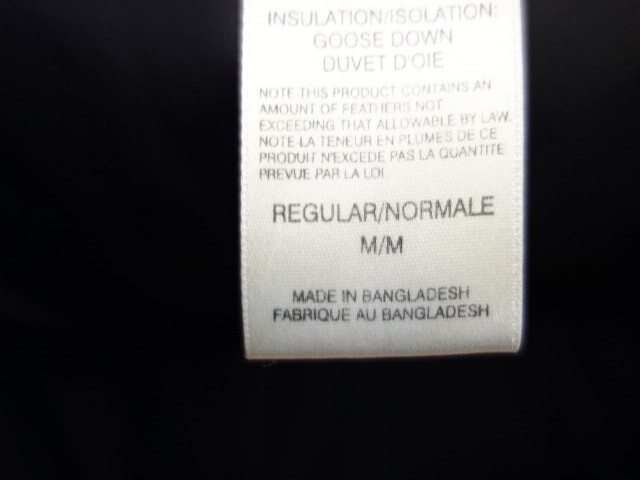 INSULATION/ISOLATION:
GOOSE DOWN
DUVET D'OIE
NOTE THIS PRODUCT CONTAINS AN
AMOUNT OF FEATHERS NOT
EXCEEDING THAT ALLOWABLE BY LAW.
NOTE LA TENEUR EN PLUMES DE CE
PRODUIT N'EXCEDE PAS LA QUANTITE
PREVUE PAR LA LOI
REGULAR/NORMALE
M/M
MADE IN BANGLADESH
FABRIQUE AU BANGLADESH